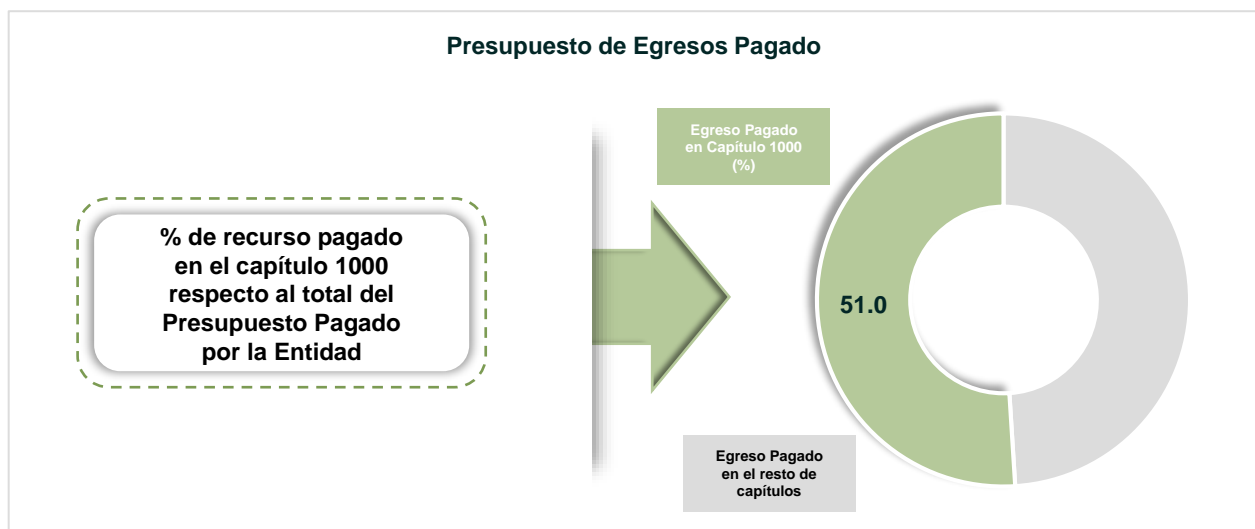 Presupuesto de Egresos Pagado
% de recurso pagado
en el capítulo 1000
respecto al total del
Presupuesto Pagado
por la Entidad
Egreso Pagado
en Capítulo 1000
(%)
51.0
Egreso Pagado
en el resto de
capítulos